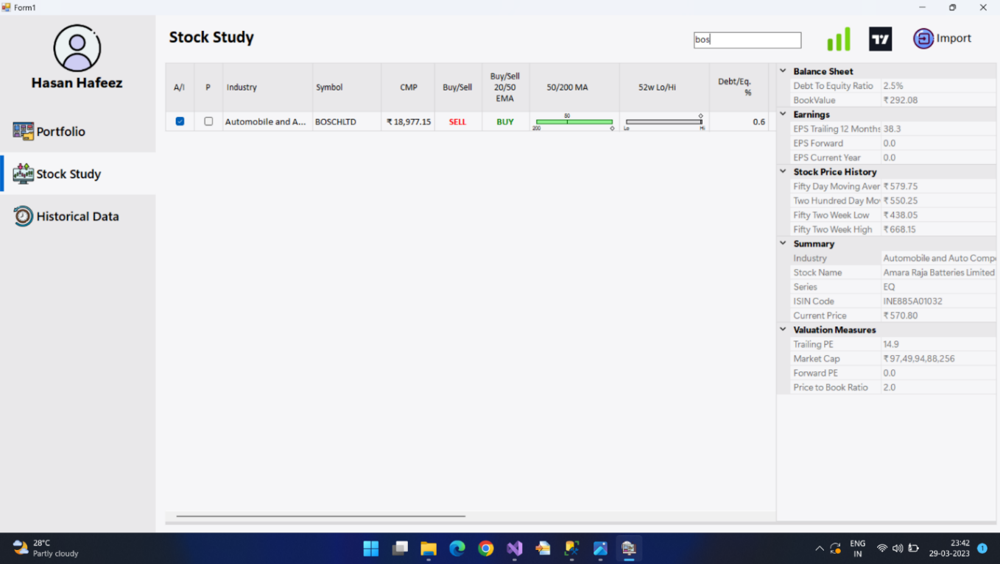 Form1
Hasan Hafeez
Portfolio
Stock Study
Historical Data
Stock Study
bos
Import
A/I P Industry Symbol CMP Buy/Sell Buy/Sell 20/50 EMA 50/200 MA 52w Lo/Hi Debt/Eq. %
Automobile and A... BOSCHLTD ₹18,977.15 SELL BUY 50 200 Lo Hi 0.6
Balance Sheet
Debt To Equity Ratio 2.5%
BookValue ₹292.08
Earnings
EPS Trailing 12 Months 38.3
EPS Forward 0.0
EPS Current Year 0.0
Stock Price History
Fifty Day Moving Aver ₹579.75
Two Hundred Day Mo ₹550.25
Fifty Two Week Low ₹438.05
Fifty Two Week High ₹668.15
Summary
Industry Automobile and Auto Comp
Stock Name Amara Raja Batteries Limited
Series EQ
ISIN Code INE885A01032
Current Price ₹570.80
Valuation Measures
Trailing PE 14.9
Market Cap ₹97,49,94,88,256
Forward PE 0.0
Price to Book Ratio 2.0
28°C
Partly cloudy
ENG
IN
23:42
29-03-2023
1